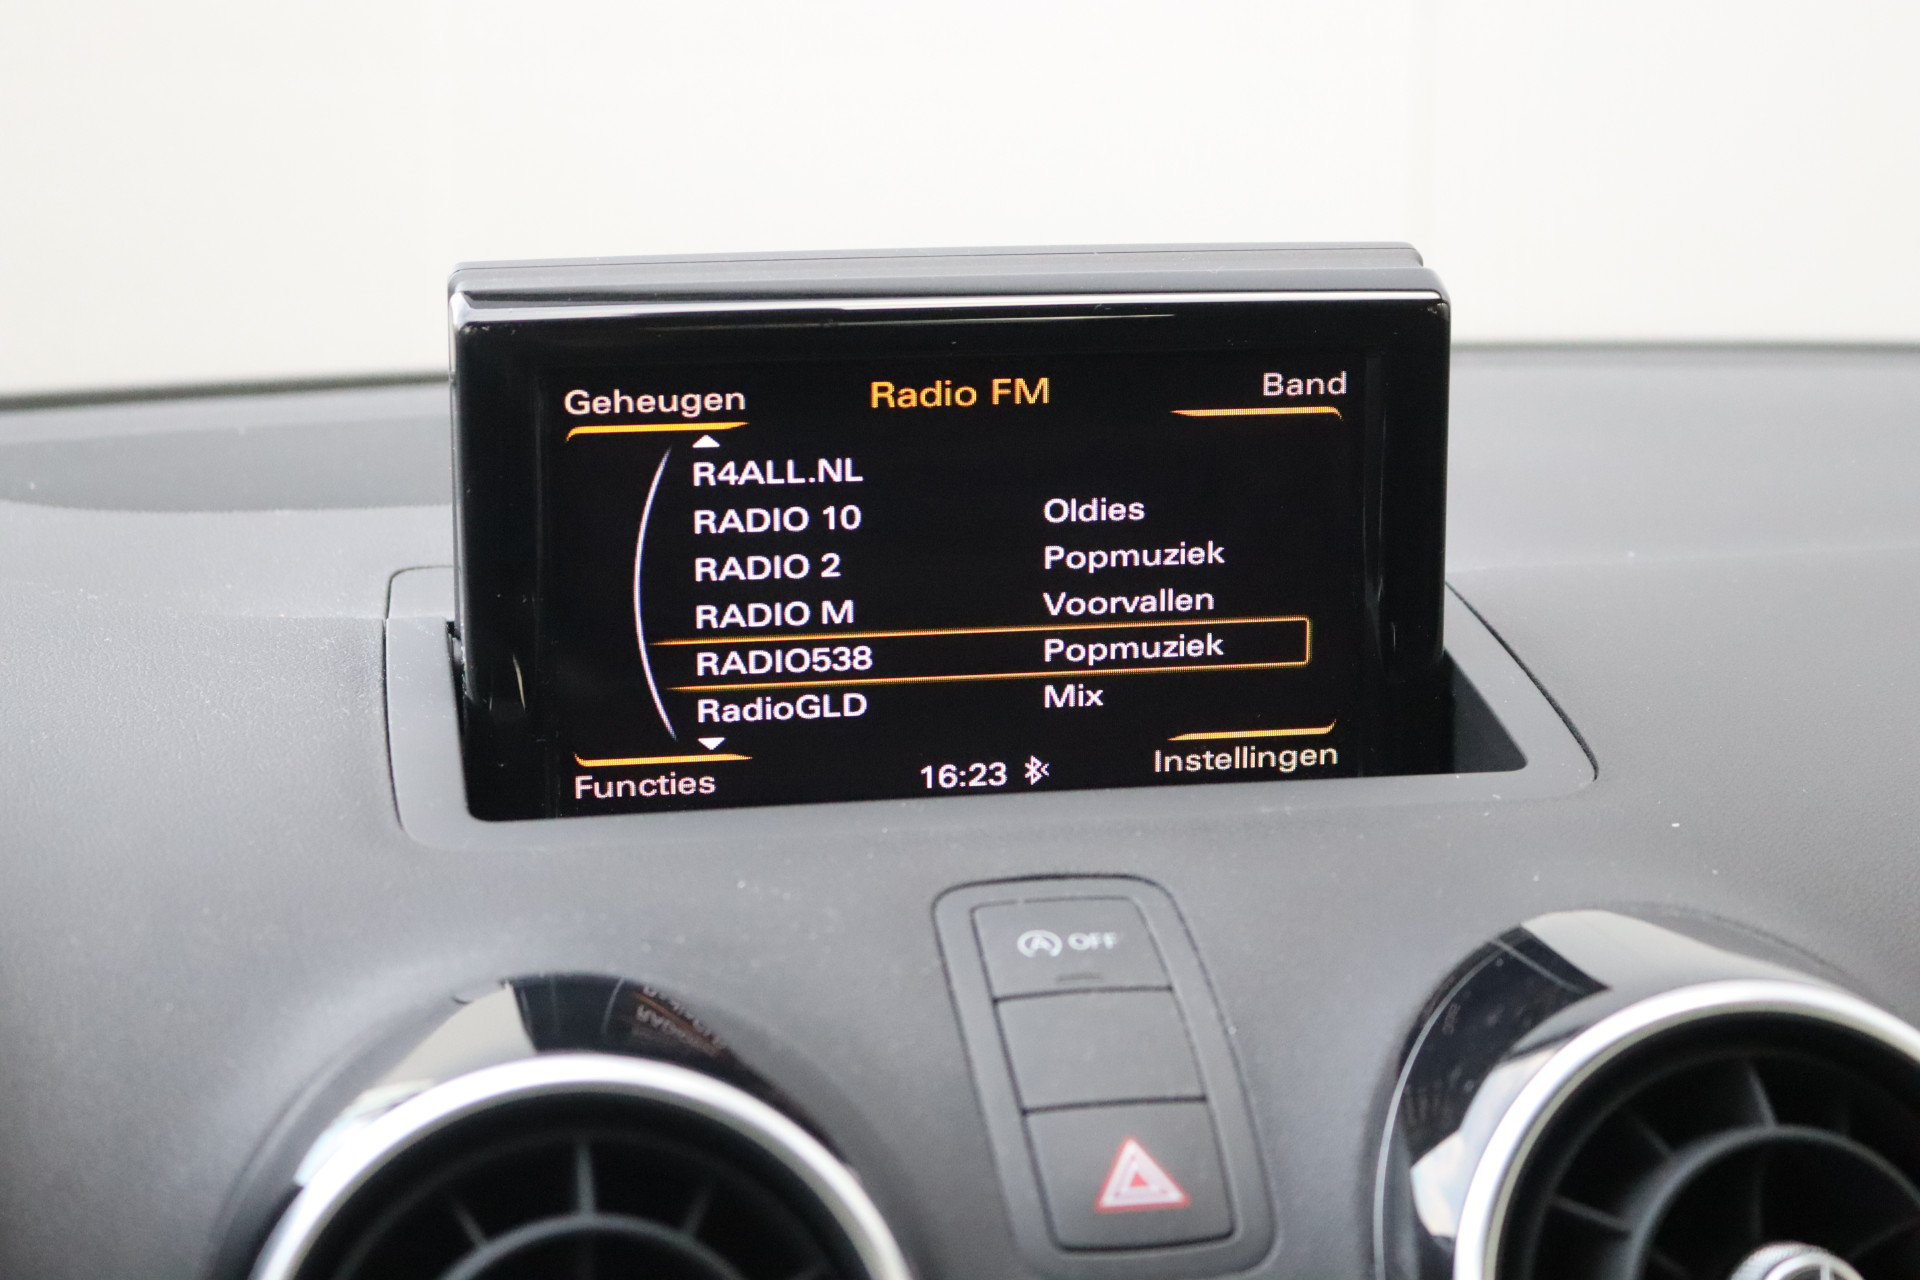 Geheugen Radio FM Band
R4ALL.NL
RADIO 10 Oldies
RADIO 2 Popmuziek
RADIO M Voorvallen
RADIO538 Popmuziek
RadioGLD Mix
Functies 16:23 Instellingen
A OFF